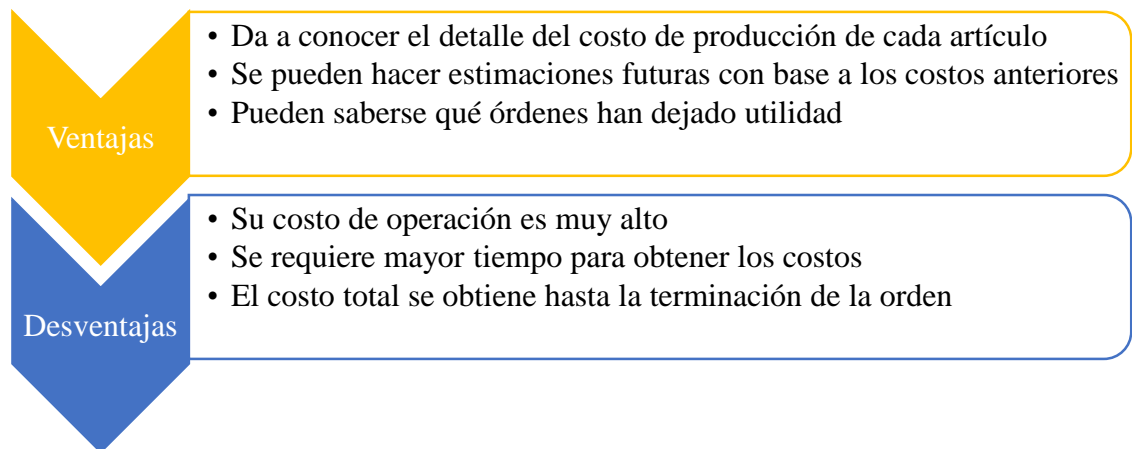 Ventajas
• Da a conocer el detalle del costo de producción de cada artículo
• Se pueden hacer estimaciones futuras con base a los costos anteriores
• Pueden saberse qué órdenes han dejado utilidad
Desventajas
• Su costo de operación es muy alto
• Se requiere mayor tiempo para obtener los costos
• El costo total se obtiene hasta la terminación de la orden